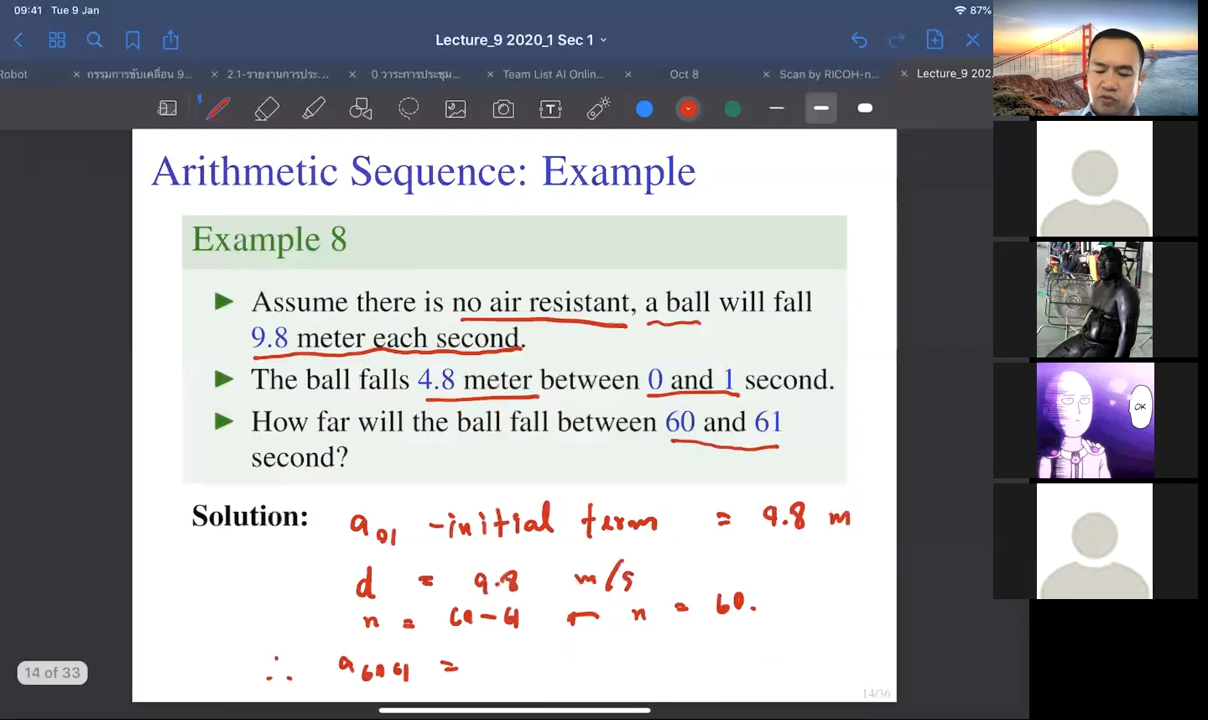 09:41 Tue 9 Jan
87%
Lecture_9 2020_1 Sec 1
Robot
กรรมการขับเคลื่อน 9...
2.1-รายงานการประ...
0 วาระการประชุม...
Team List AI Online...
Oct 8
Scan by RICOH-n...
Lecture_9 202
Arithmetic Sequence: Example
Example 8
Assume there is no air resistant, a ball will fall
9.8 meter each second.
The ball falls 4.8 meter between 0 and 1 second.
How far will the ball fall between 60 and 61
second?
Solution: a01 - initial term = 9.8 m
d = 9.8 m/s
n = 60-61 ← n = 60.
∴ a6061 =
14 of 33
14/36
OK